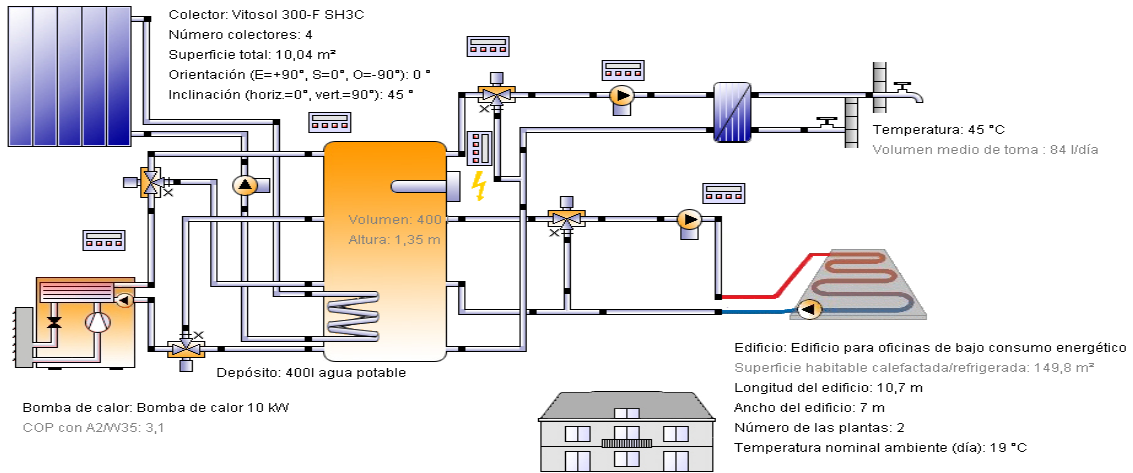 Colector: Vitosol 300-F SH3C
Número colectores: 4
Superficie total: 10,04 m²
Orientación (E=+90°, S=0°, O=-90°): 0 °
Inclinación (horiz.=0°, vert.=90°): 45 °
Temperatura: 45 °C
Volumen medio de toma : 84 l/día
Volumen: 400
Altura: 1,35 m
Depósito: 400l agua potable
Bomba de calor: Bomba de calor 10 kW
COP con A2/W35: 3,1
Edificio: Edificio para oficinas de bajo consumo energético
Superficie habitable calefactada/refrigerada: 149,8 m²
Longitud del edificio: 10,7 m
Ancho del edificio: 7 m
Número de las plantas: 2
Temperatura nominal ambiente (día): 19 °C